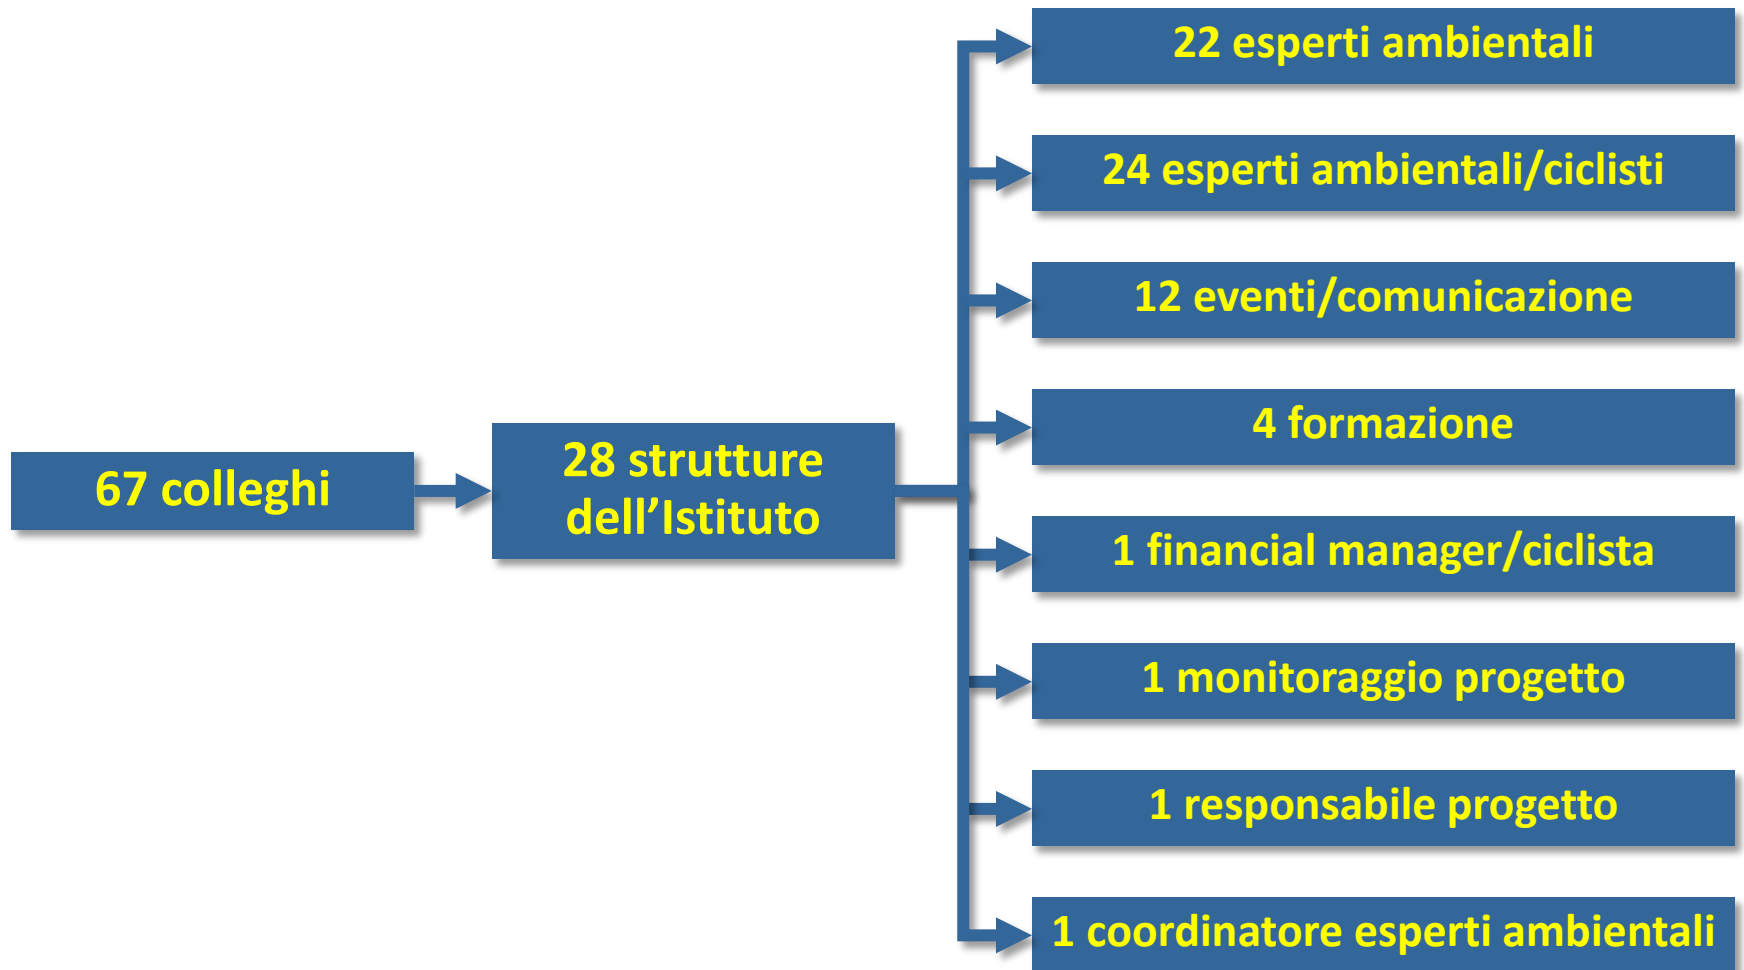 67 colleghi
28 strutture
dell’Istituto
22 esperti ambientali
24 esperti ambientali/ciclisti
12 eventi/comunicazione
4 formazione
1 financial manager/ciclista
1 monitoraggio progetto
1 responsabile progetto
1 coordinatore esperti ambientali